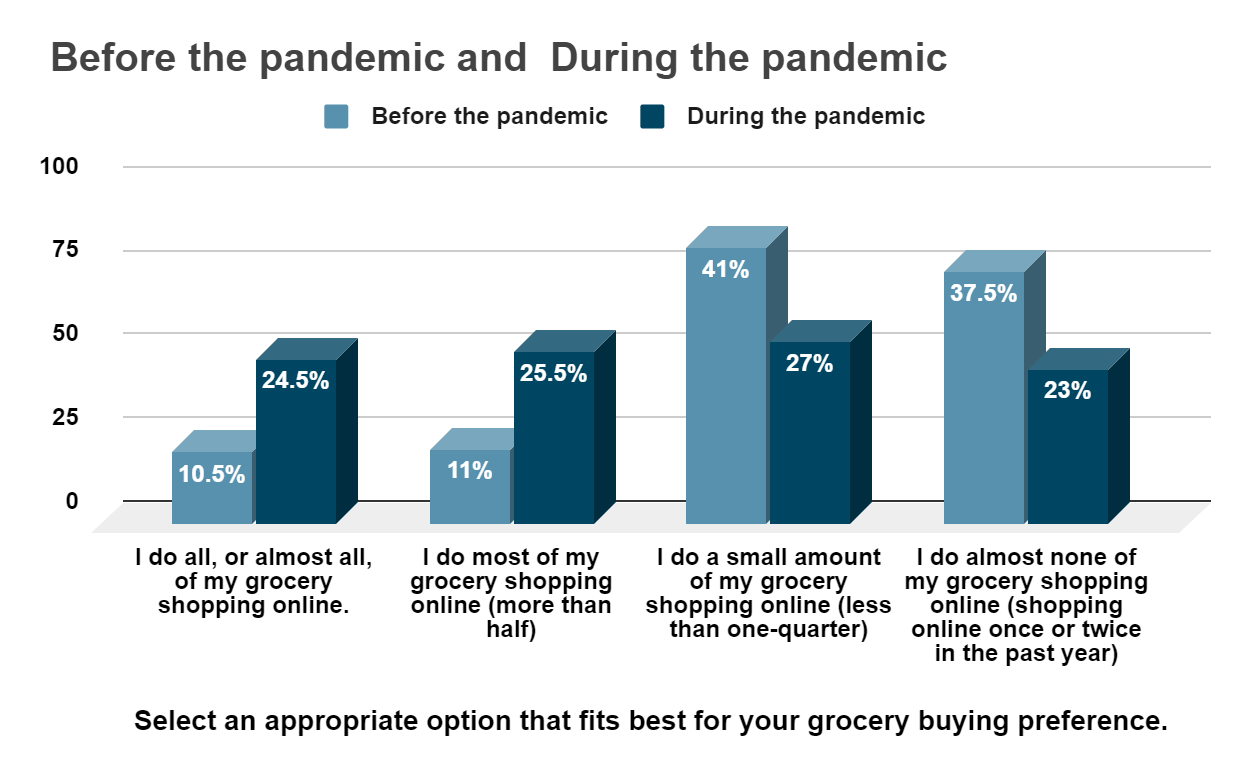 Before the pandemic and  During the pandemic
Before the pandemic
During the pandemic
100
75
50
25
0
10.5%
24.5%
11%
25.5%
41%
27%
37.5%
23%
I do all, or almost all,
of my grocery
shopping online.
I do most of my
grocery shopping
online (more than
half)
I do a small amount
of my grocery
shopping online (less
than one-quarter)
I do almost none of
my grocery shopping
online (shopping
online once or twice
in the past year)
Select an appropriate option that fits best for your grocery buying preference.